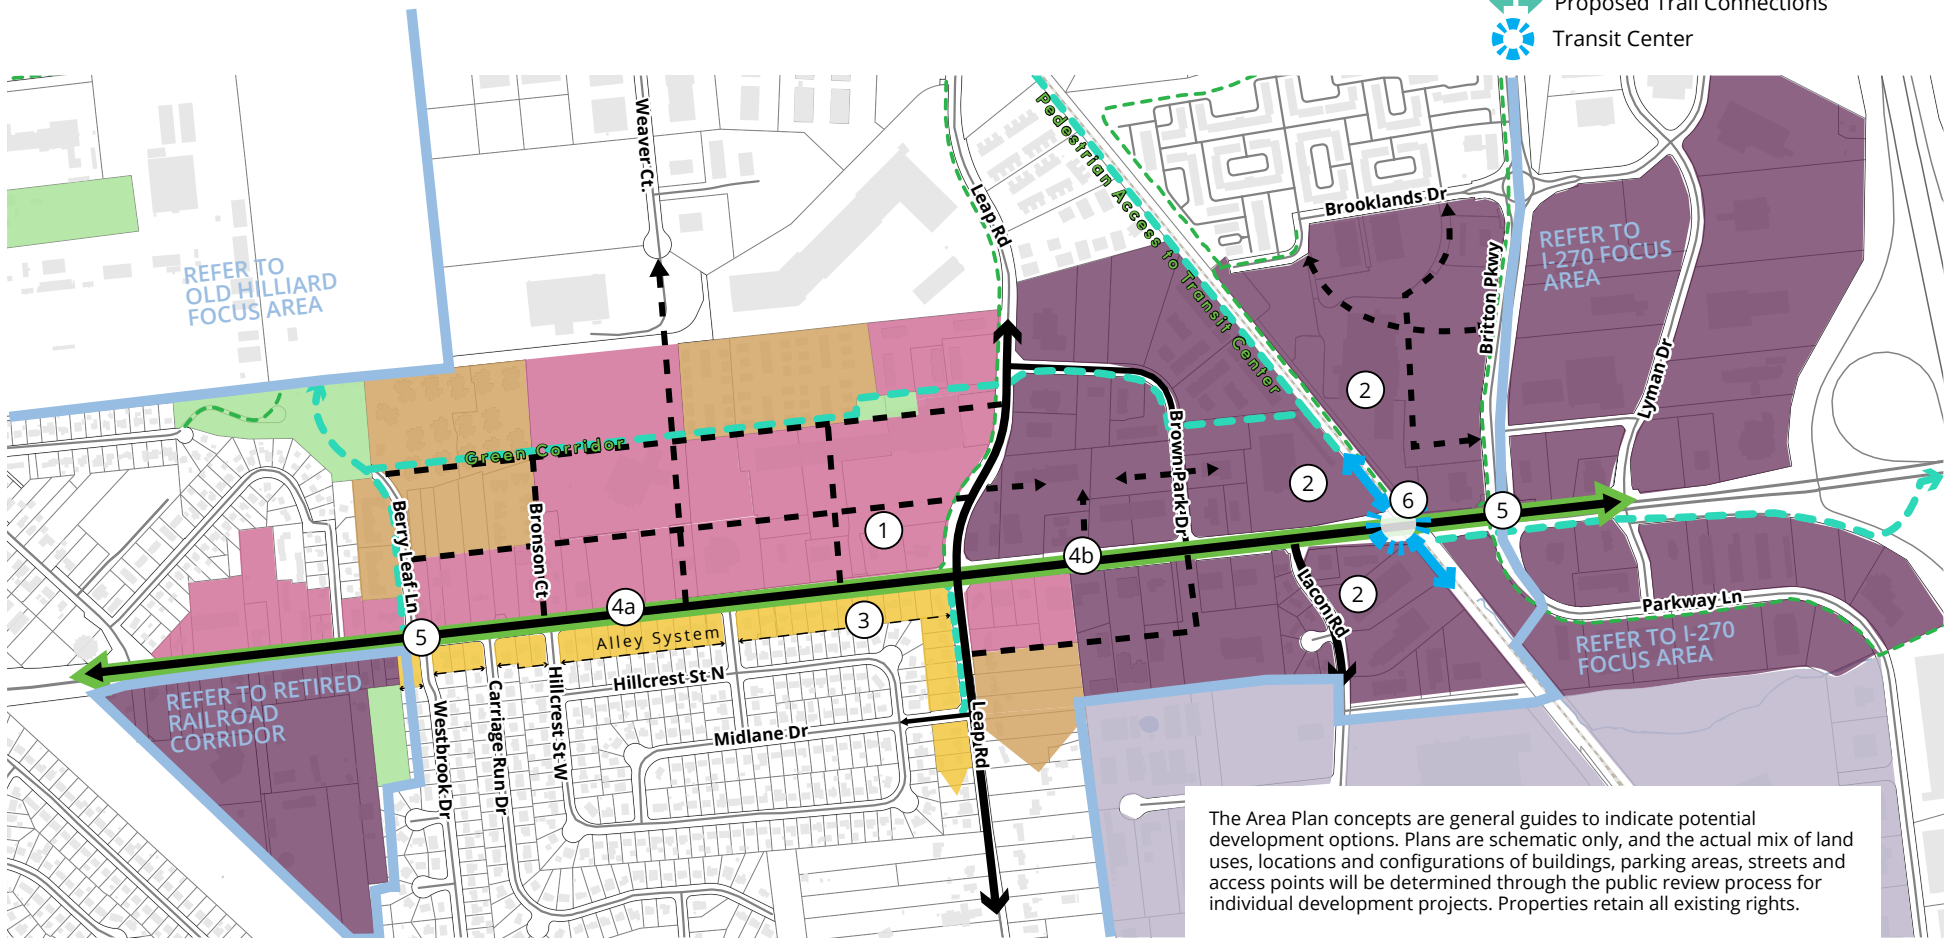 Proposed Trail Connections
Transit Center
Weaver Ct.
Leap Rd
Pedestrian Access to Transit Center
Brooklands Dr
Britton Pkwy
REFER TO
I-270 FOCUS
AREA
Lyman Dr
REFER TO
OLD HILLIARD
FOCUS AREA
Green Corridor
Brown Park Dr
2
2
6
5
1
Berry Leaf Ln
Bronson Ct
4b
4a
3
5
Alley System
Lacon Rd
2
Parkway Ln
REFER TO I-270
FOCUS AREA
REFER TO RETIRED
RAILROAD
CORRIDOR
Westbrook Dr
Carriage Run Dr
Hillcrest St W
Hillcrest St N
Midlane Dr
Leap Rd
The Area Plan concepts are general guides to indicate potential
development options. Plans are schematic only, and the actual mix of land
uses, locations and configurations of buildings, parking areas, streets and
access points will be determined through the public review process for
individual development projects. Properties retain all existing rights.